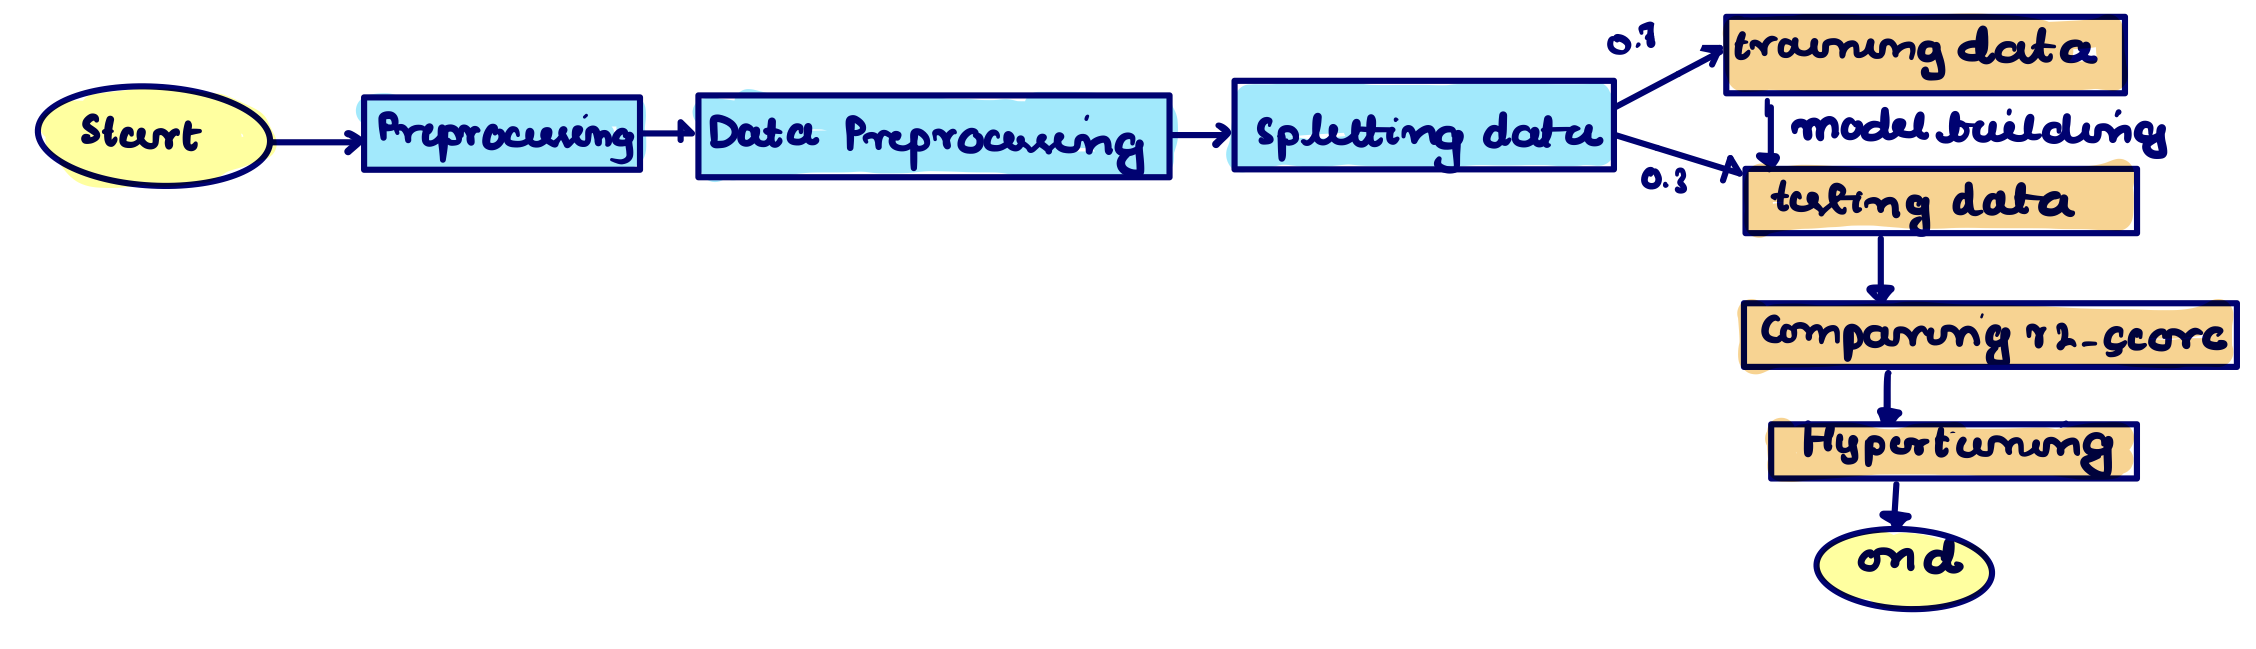 Start
Preprocessing
Data Preprocessing
splitting data
0.7
training data
model building
0.3
testing data
Comparing r2_score
Hypertuning
end